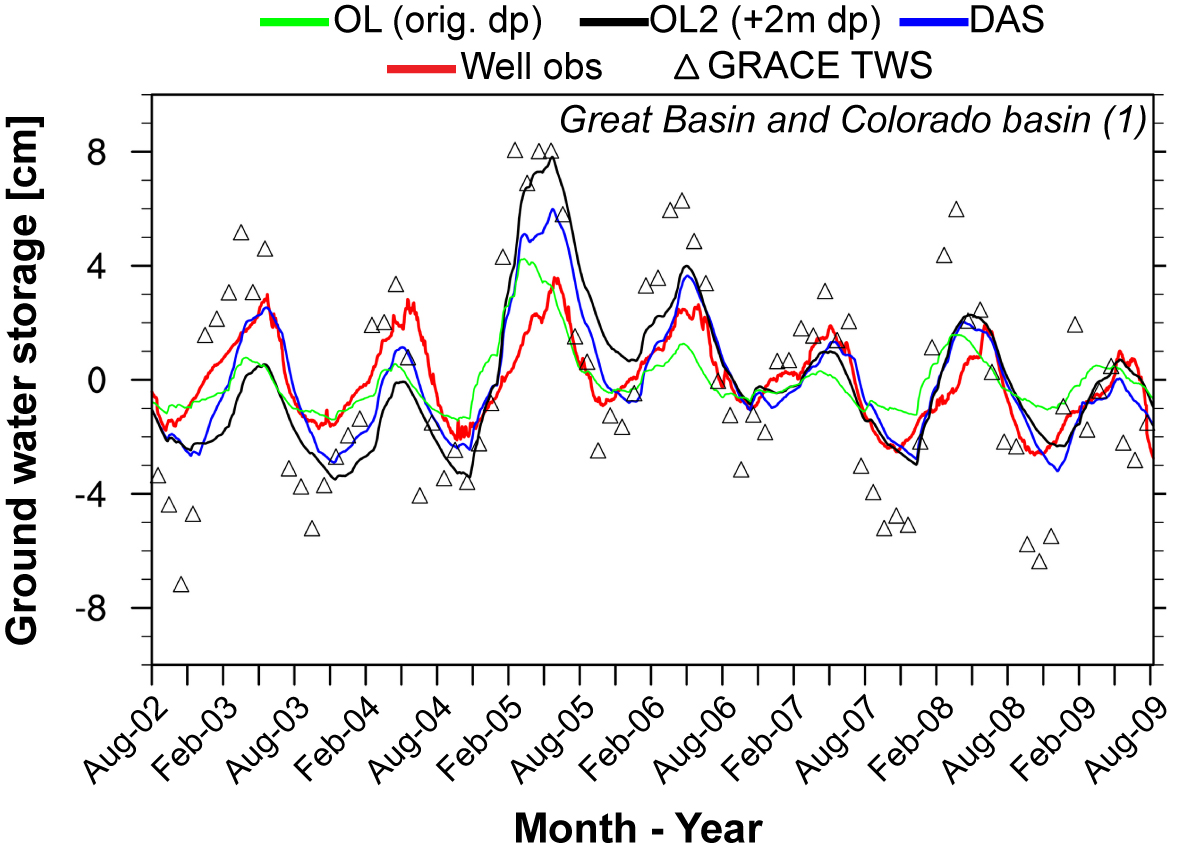 OL (orig. dp) OL2 (+2m dp) DAS
Well obs GRACE TWS
Great Basin and Colorado basin (1)
Ground water storage [cm]
8
4
0
-4
-8
Aug-02 Feb-03 Aug-03 Feb-04 Aug-04 Feb-05 Aug-05 Feb-06 Aug-06 Feb-07 Aug-07 Feb-08 Aug-08 Feb-09 Aug-09
Month - Year